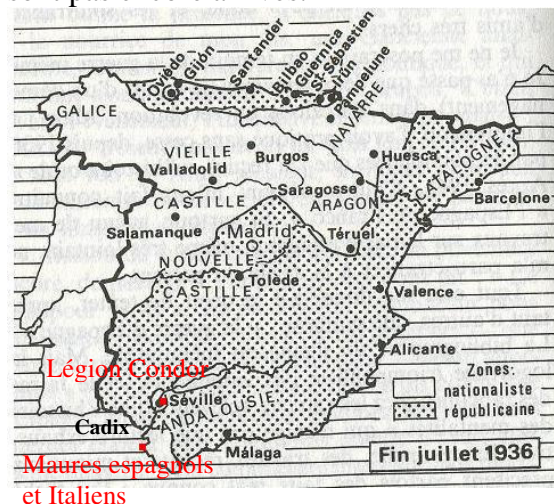 Oviédo
Gijón
Santander
Bilbao
Guernica
St-Sébastien
Irún
Pampelune
NAVARRE
GALICE
VIEILLE
Burgos
Huesca
CATALOGNE
Valladolid
Saragosse
ARAGON
Barcelone
CASTILLE
Salamanque
Madrid
Téruel
NOUVELLE
Tolède
CASTILLE
Valence
Alicante
Légion Condor
Séville
ANDALOUSIE
Cadix
Málaga
Maures espagnols
et Italiens
Zones:
nationaliste
républicaine
Fin juillet 1936